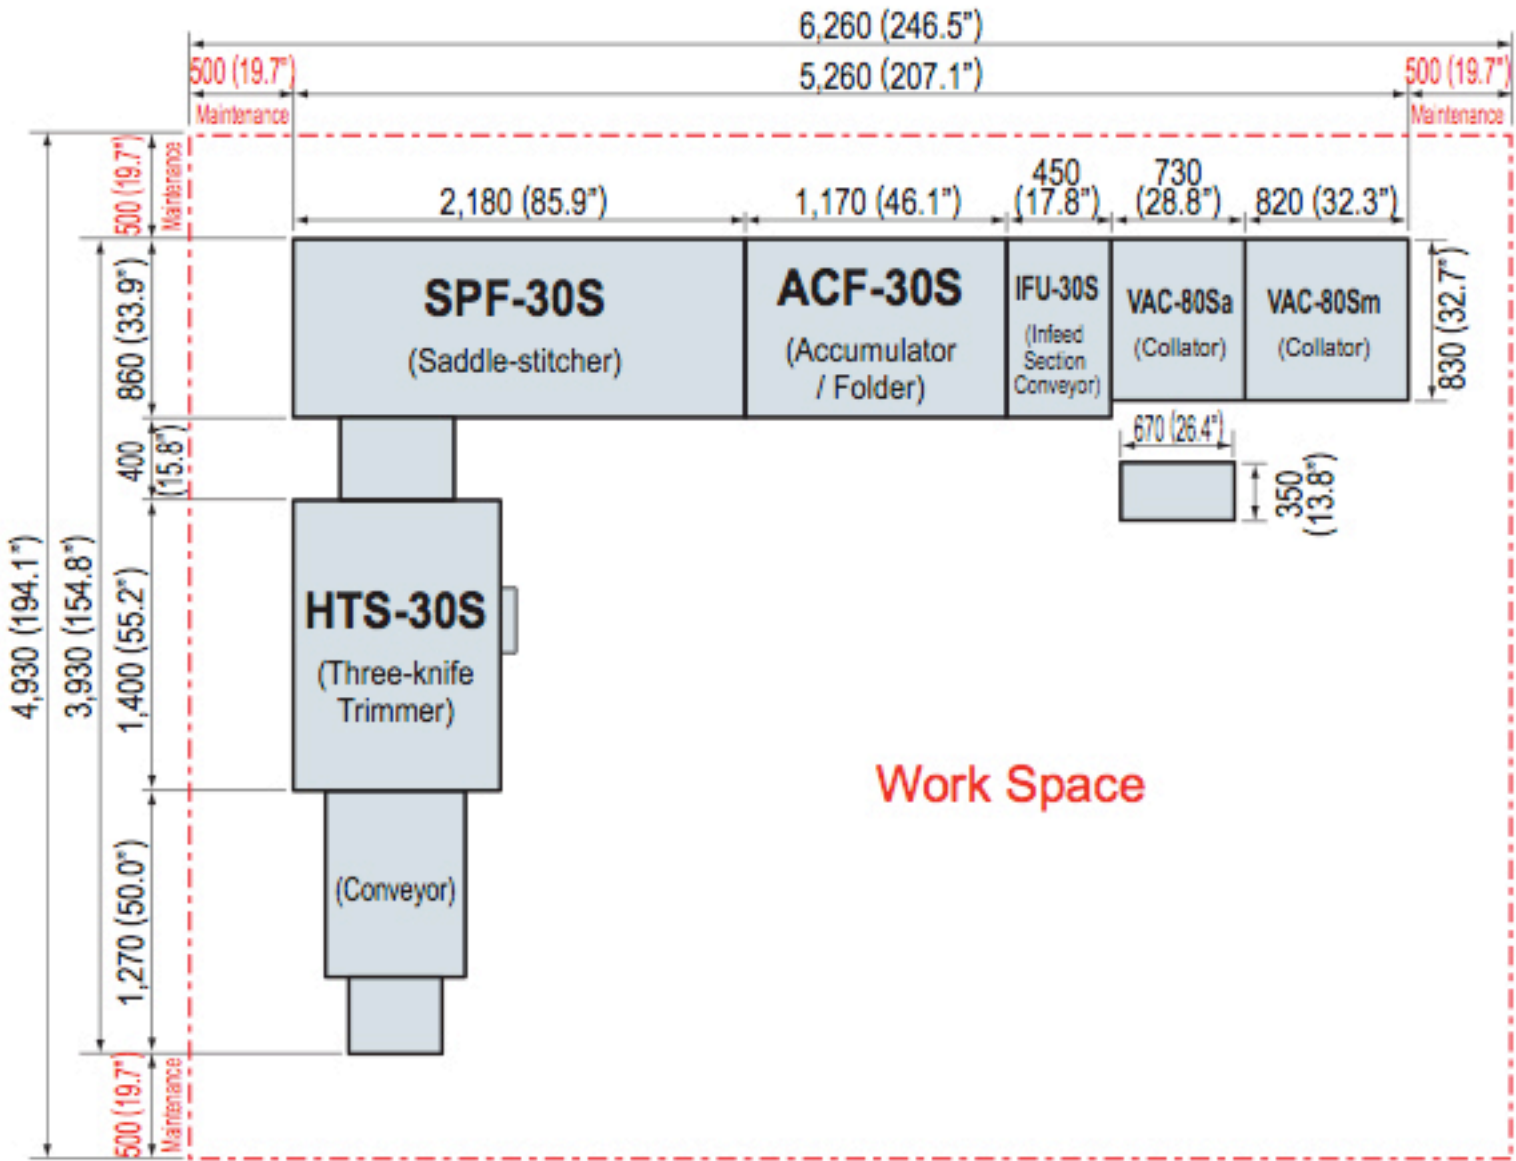 6,260 (246.5")
500 (19.7")
5,260 (207.1")
500 (19.7")
Maintenance
Maintenance
500 (19.7")
Maintenance
2,180 (85.9")
1,170 (46.1")
450
(17.8")
730
(28.8")
820 (32.3")
SPF-30S
(Saddle-stitcher)
ACF-30S
(Accumulator
/ Folder)
IFU-30S
(Infeed
Section
Conveyor)
VAC-80Sa
(Collator)
VAC-80Sm
(Collator)
860 (33.9")
830 (32.7")
400
(15.8")
670 (26.4")
350
(13.8")
4,930 (194.1")
3,930 (154.8")
1,400 (55.2")
HTS-30S
(Three-knife
Trimmer)
Work Space
1,270 (50.0")
(Conveyor)
500 (19.7")
Maintenance